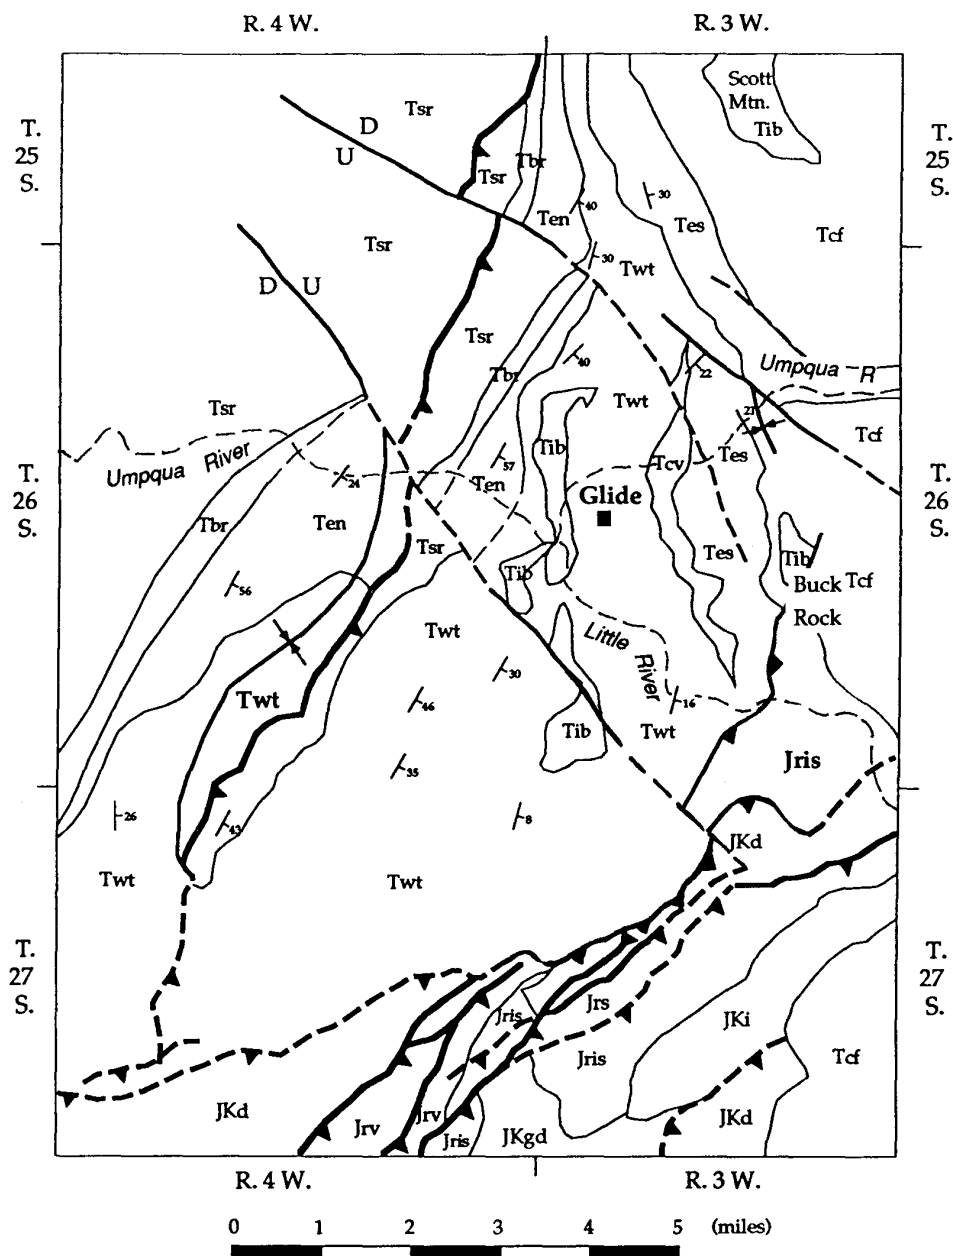 R. 4 W. R. 3 W.
Scott
Mtn.
Tib
Tsr
D
U
T.
25
S.
T.
25
S.
Tbr
Tsr
30
40
Ten
Tes
Tcf
Tsr
30
Twt
D U
Tsr
Tbr
40
22
Umpqua R
Twt
Tsr
21
Tcf
Umpqua River
Tib
57
Tcv
Tes
24
Ten
T.
26
S.
T.
26
S.
Glide
Tbr
Ten
Tsr
Tes
Tib
Tib
Buck Tcf
Rock
56
Twt
Little
River
30
Twt
46
16
Tib
Twt
35
Jris
26
43
8
JKd
Twt
Twt
T.
27
S.
T.
27
S.
Jris
Jrs
JKi
Jris
Tcf
JKd
Jrv
Jrv
Jris
JKgd
JKd
R. 4 W. R. 3 W.
0 1 2 3 4 5 (miles)